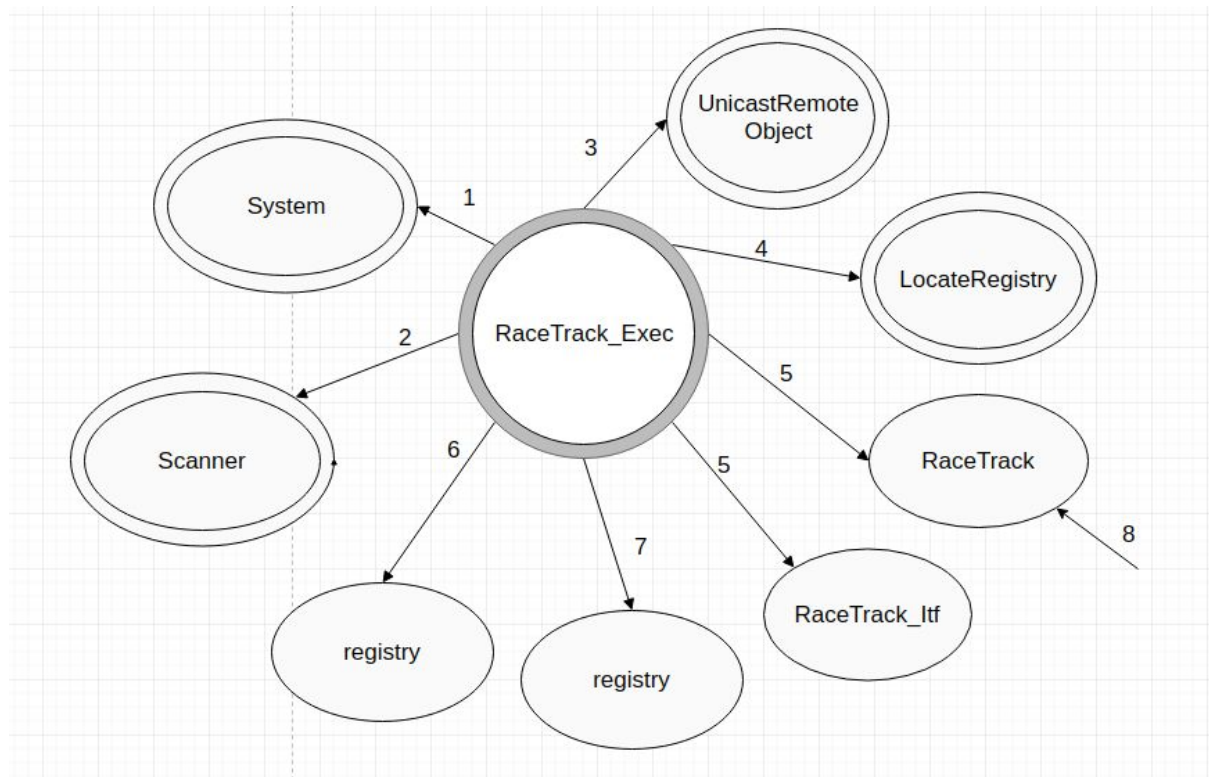 UnicastRemote
Object
3
System
1
4
LocateRegistry
RaceTrack_Exec
2
5
Scanner
6
5
RaceTrack
8
7
RaceTrack_Itf
registry
registry